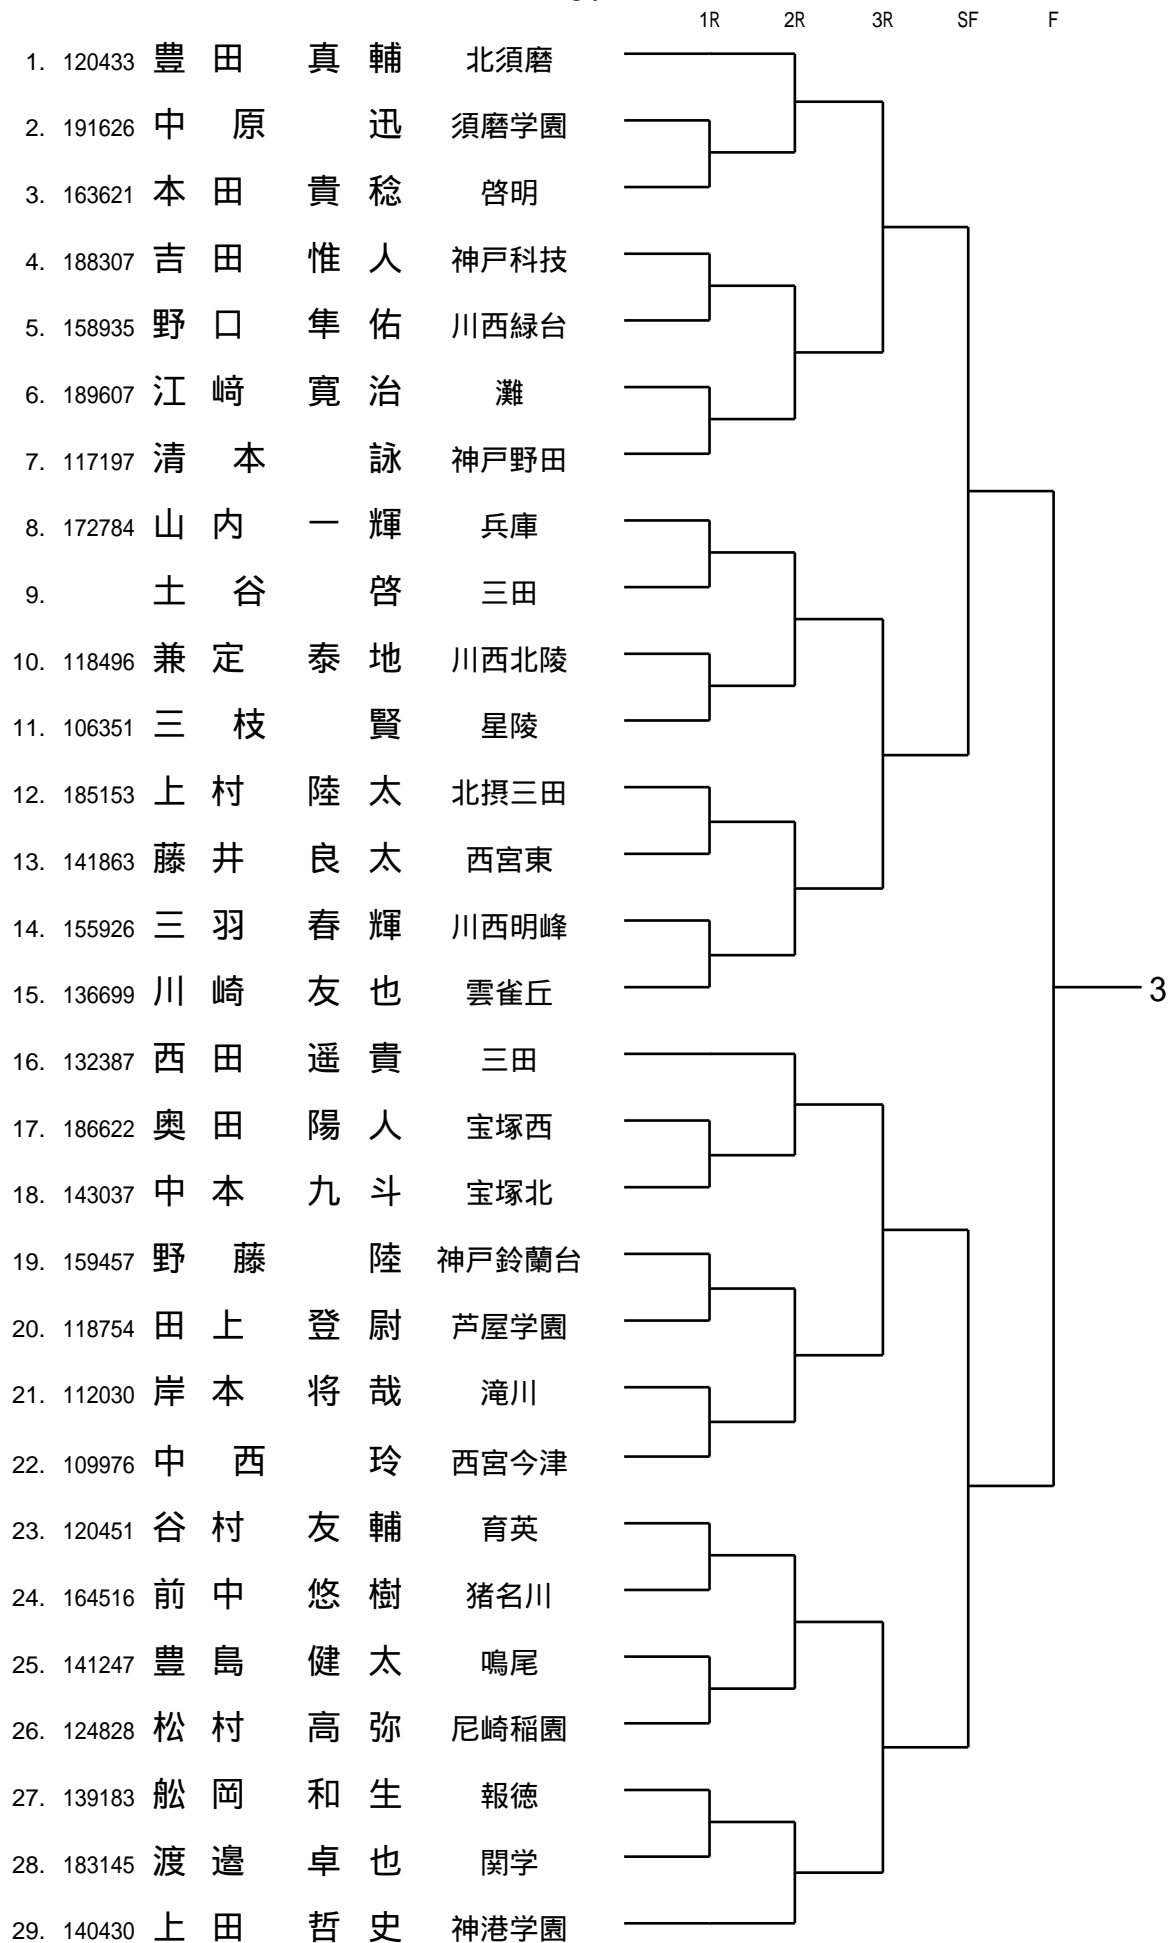 1R 2R 3R SF F
1. 120433 豊田 真輔 北須磨
2. 191626 中原 迅 須磨学園
3. 163621 本田 貴稔 啓明
4. 188307 吉田 惟人 神戸科技
5. 158935 野口 隼佑 川西緑台
6. 189607 江﨑 寛治 灘
7. 117197 清本 詠 神戸野田
8. 172784 山内 一輝 兵庫
9. 土谷 啓 三田
10. 118496 兼定 泰地 川西北陵
11. 106351 三枝 賢 星陵
12. 185153 上村 陸太 北摂三田
13. 141863 藤井 良太 西宮東
14. 155926 三羽 春輝 川西明峰
15. 136699 川崎 友也 雲雀丘
3
16. 132387 西田 遥貴 三田
17. 186622 奥田 陽人 宝塚西
18. 143037 中本 九斗 宝塚北
19. 159457 野藤 陸 神戸鈴蘭台
20. 118754 田上 登尉 芦屋学園
21. 112030 岸本 将哉 滝川
22. 109976 中西 玲 西宮今津
23. 120451 谷村 友輔 育英
24. 164516 前中 悠樹 猪名川
25. 141247 豊島 健太 鳴尾
26. 124828 松村 高弥 尼崎稲園
27. 139183 舩岡 和生 報徳
28. 183145 渡邉 卓也 関学
29. 140430 上田 哲史 神港学園